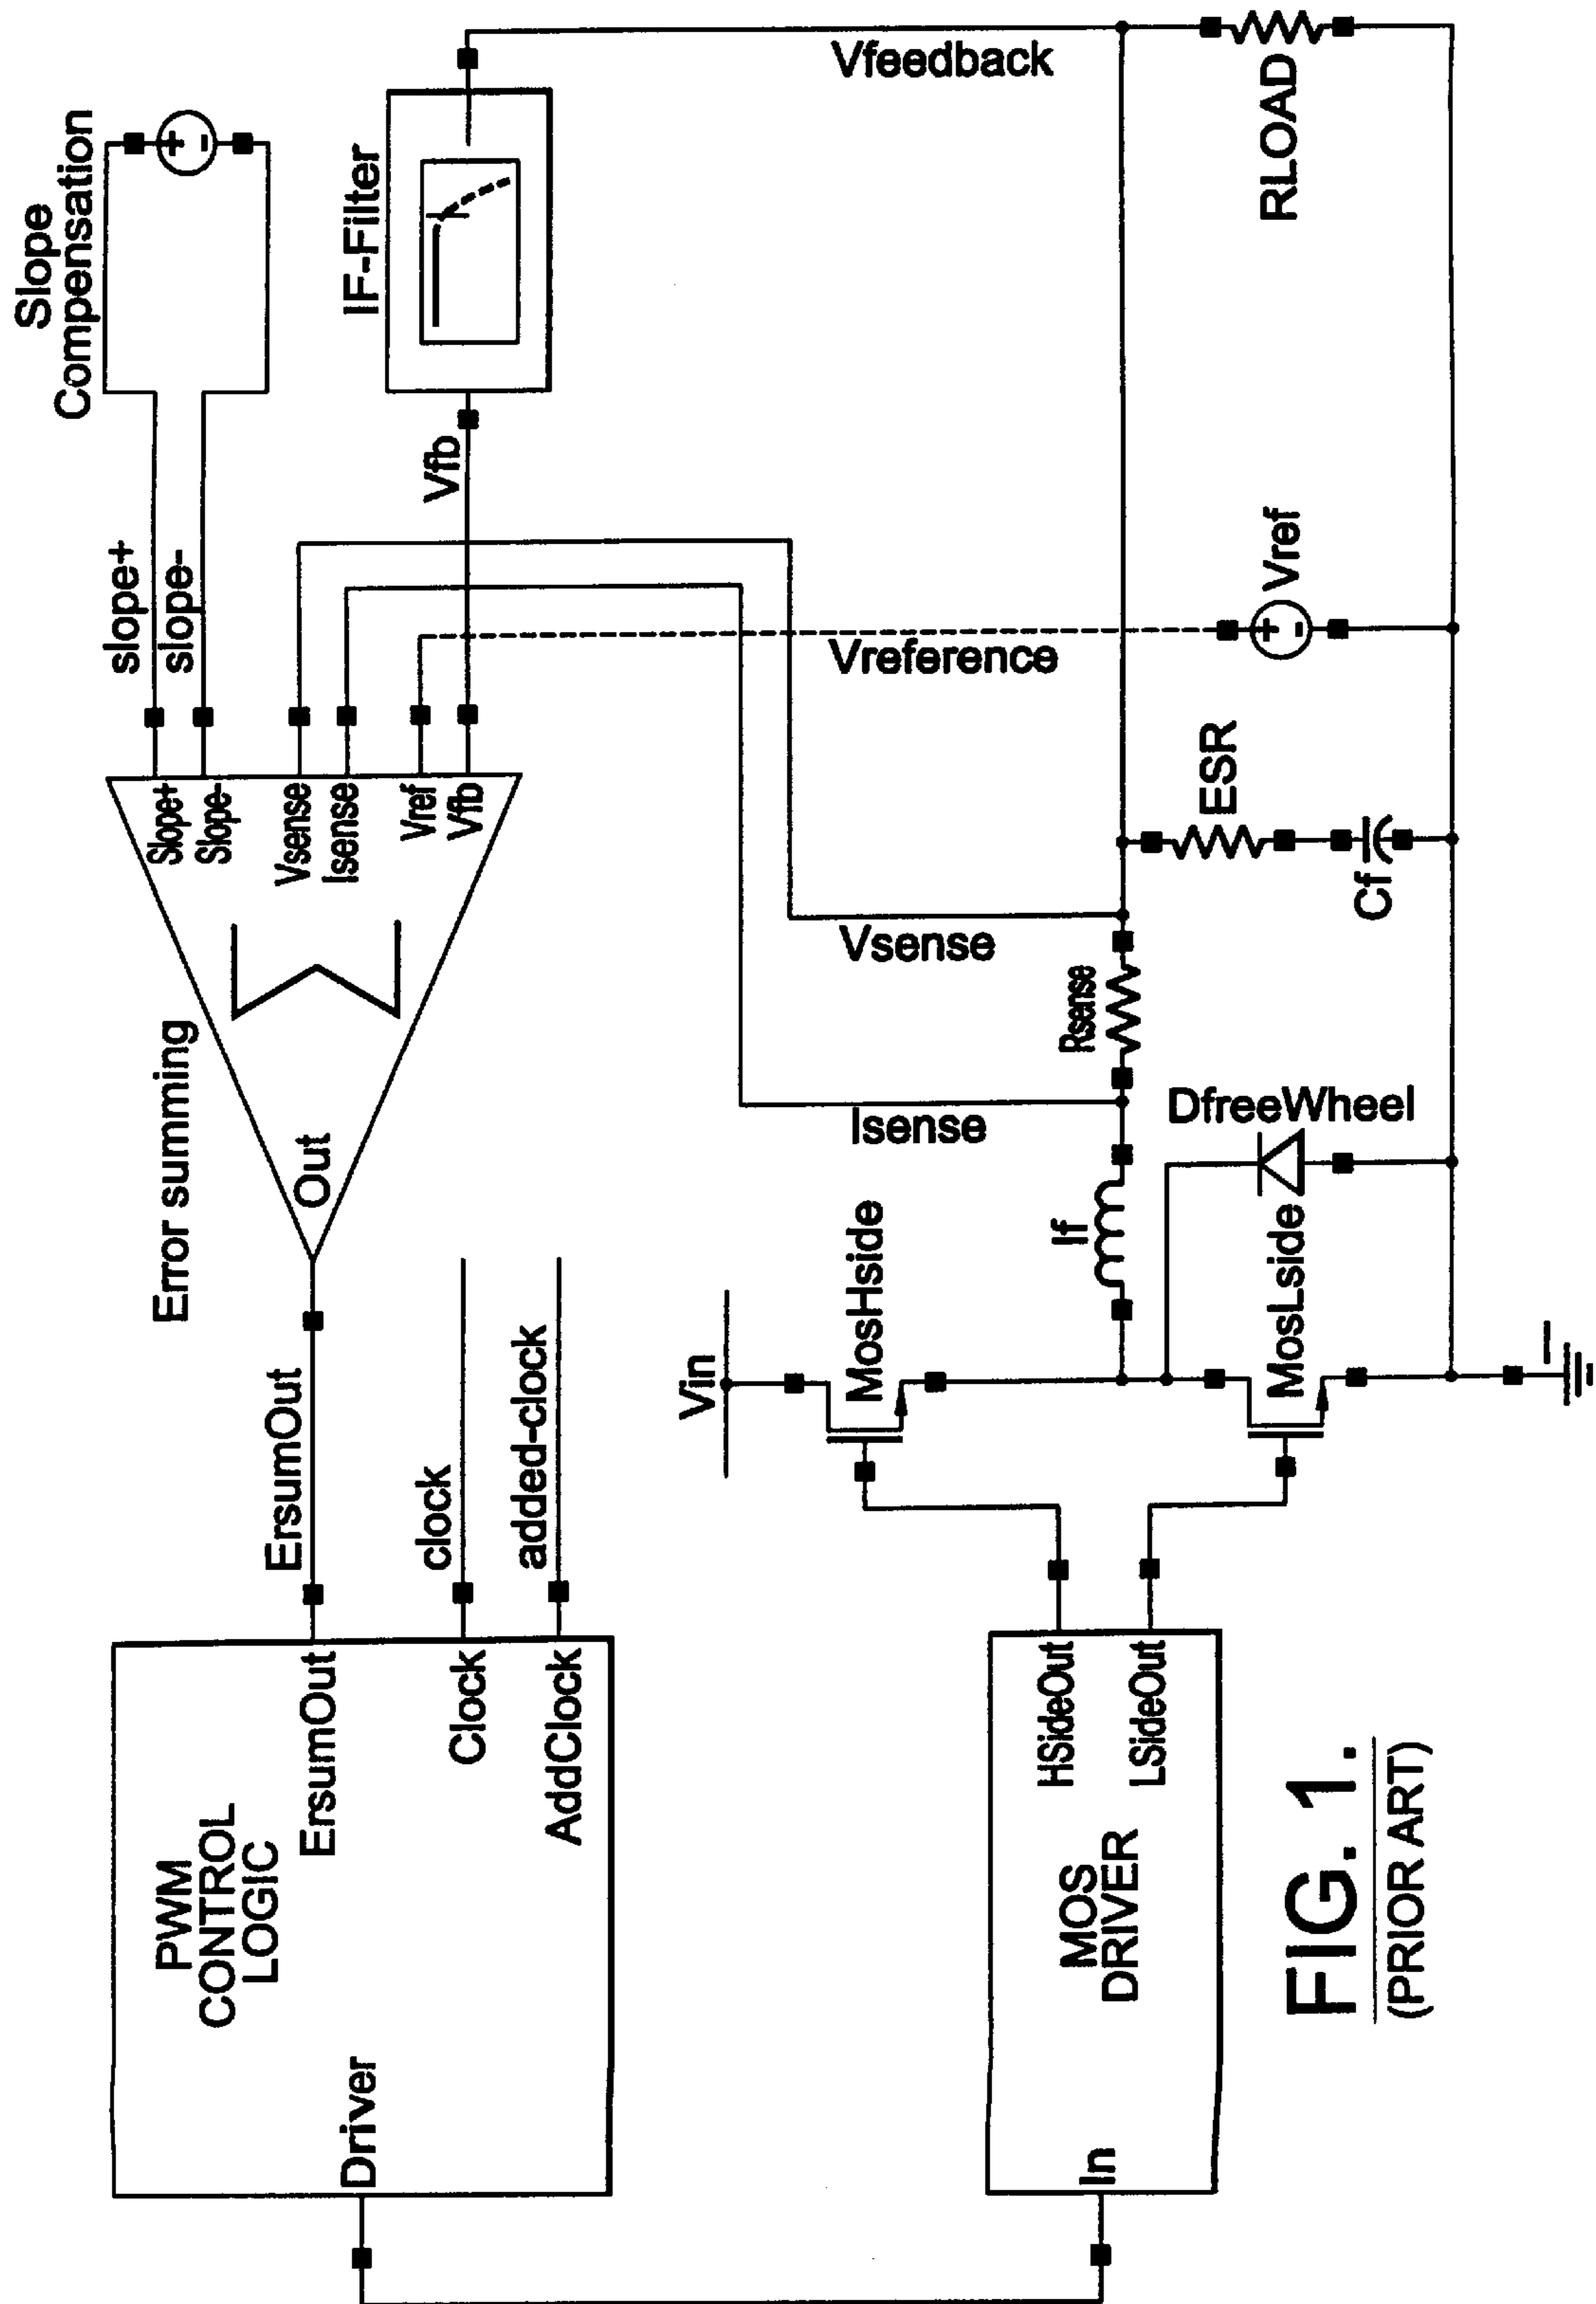 Slope
Compensation
slope+
slope-
IF-Filter
Vfb
Vfeedback
Error summing
Slope+
Slope-
Vsense
Isense
Vref
Vfb
Out
ErsumOut
clock
added-clock
PWM
CONTROL
LOGIC
ErsumOut
Clock
AddClock
Driver
Vreference
Vsense
Isense
Vin
MosHside
lf
Rsense
DfreeWheel
MosLside
ESR
Cf
+
-
Vref
+
-
RLOAD
MOS
DRIVER
HSideOut
LSideOut
In
FIG. 1.
(PRIOR ART)